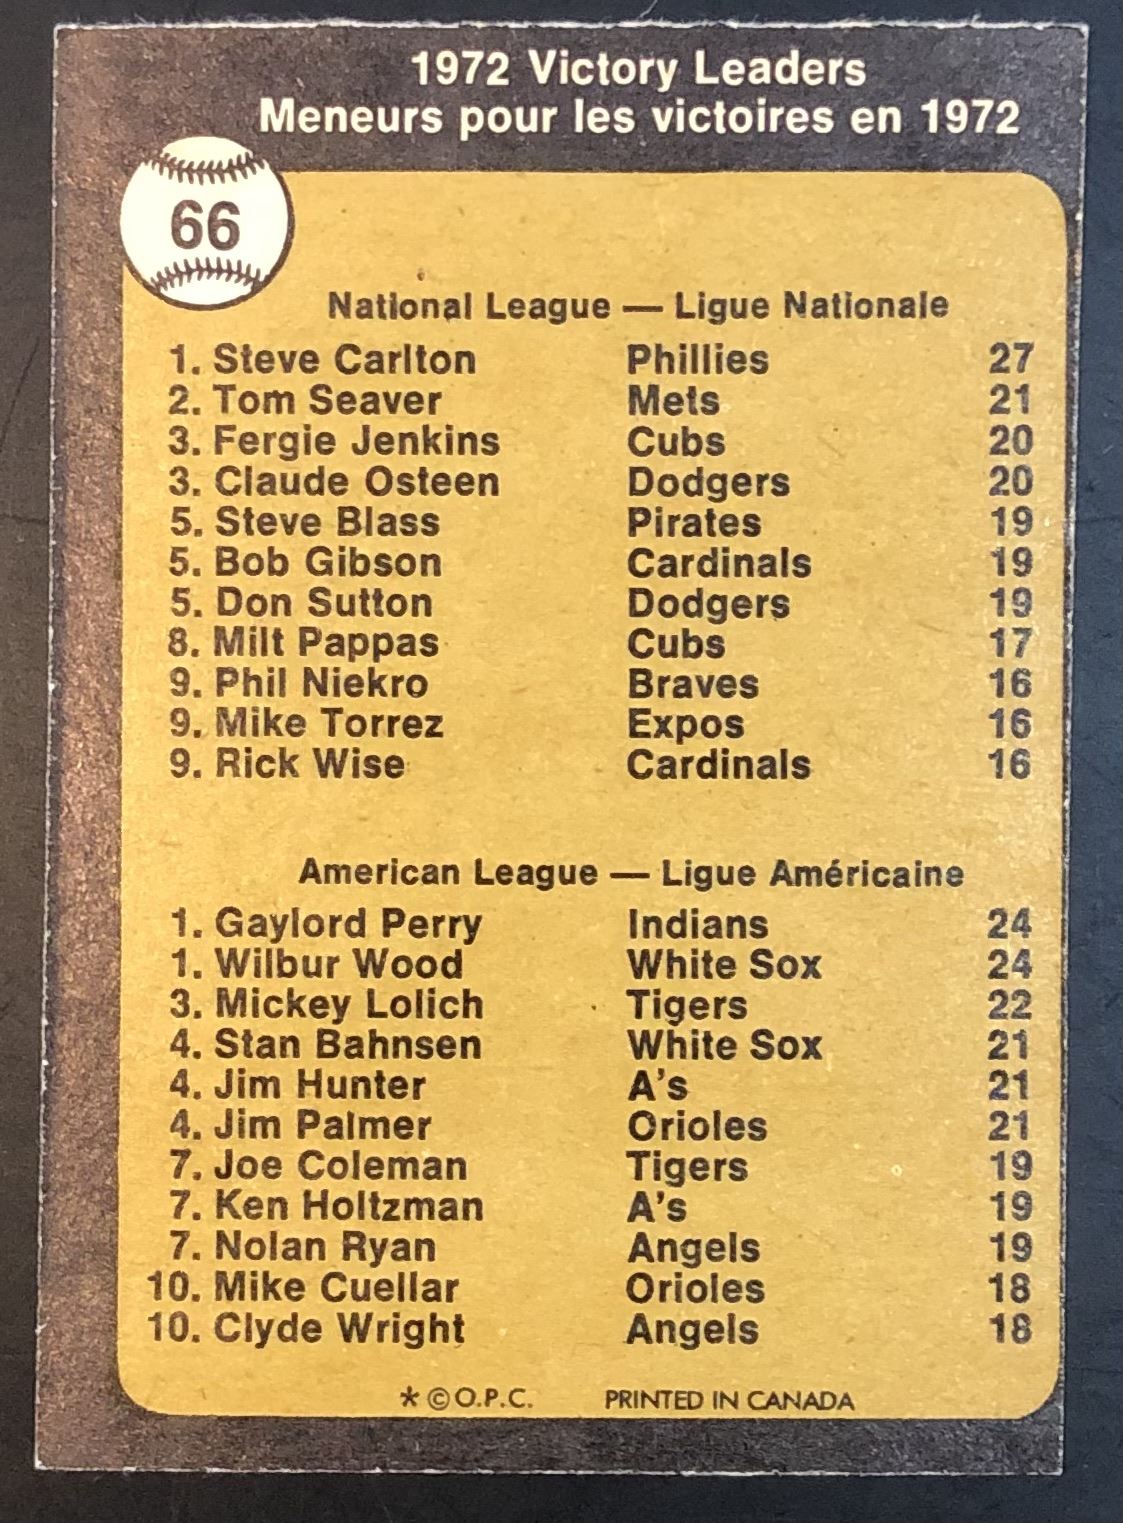 1972 Victory Leaders
Meneurs pour les victoires en 1972
66
National League — Ligue Nationale
1. Steve Carlton Phillies 27
2. Tom Seaver Mets 21
3. Fergie Jenkins Cubs 20
3. Claude Osteen Dodgers 20
5. Steve Blass Pirates 19
5. Bob Gibson Cardinals 19
5. Don Sutton Dodgers 19
8. Milt Pappas Cubs 17
9. Phil Niekro Braves 16
9. Mike Torrez Expos 16
9. Rick Wise Cardinals 16
American League — Ligue Américaine
1. Gaylord Perry Indians 24
1. Wilbur Wood White Sox 24
3. Mickey Lolich Tigers 22
4. Stan Bahnsen White Sox 21
4. Jim Hunter A's 21
4. Jim Palmer Orioles 21
7. Joe Coleman Tigers 19
7. Ken Holtzman A's 19
7. Nolan Ryan Angels 19
10. Mike Cuellar Orioles 18
10. Clyde Wright Angels 18
* © O.P.C. PRINTED IN CANADA